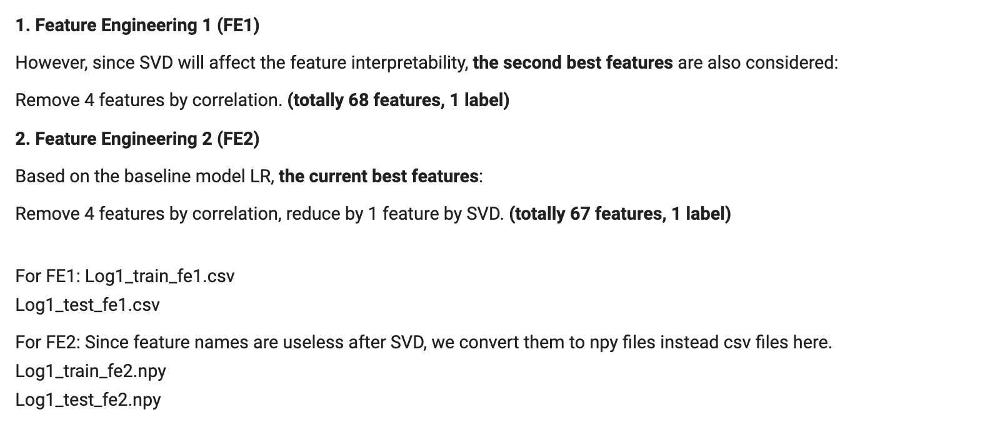 1. Feature Engineering 1 (FE1)
However, since SVD will affect the feature interpretability, the second best features are also considered:
Remove 4 features by correlation. (totally 68 features, 1 label)
2. Feature Engineering 2 (FE2)
Based on the baseline model LR, the current best features:
Remove 4 features by correlation, reduce by 1 feature by SVD. (totally 67 features, 1 label)
For FE1: Log1_train_fe1.csv
Log1_test_fe1.csv
For FE2: Since feature names are useless after SVD, we convert them to npy files instead csv files here.
Log1_train_fe2.npy
Log1_test_fe2.npy